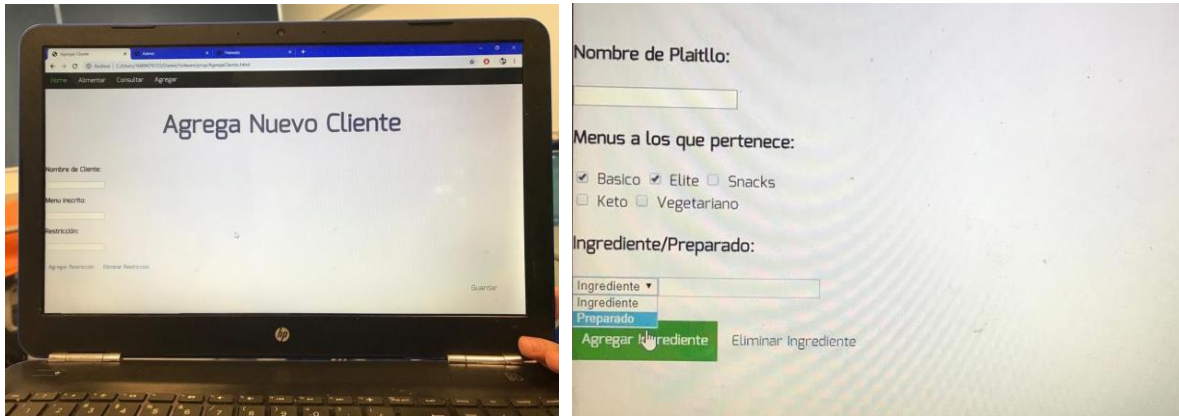 Agregar Cliente
Home Alimentar Consultar Agregar
Agrega Nuevo Cliente
Nombre de Cliente:
Menu Inscrito:
Restricción:
Agregar Restricción Eliminar Restricción
Guardar
hp
Nombre de Plaitllo:
Menus a los que pertenece:
Basico Elite Snacks
Keto Vegetariano
Ingrediente/Preparado:
Ingrediente
Ingrediente
Preparado
Agregar Ingrediente Eliminar Ingrediente